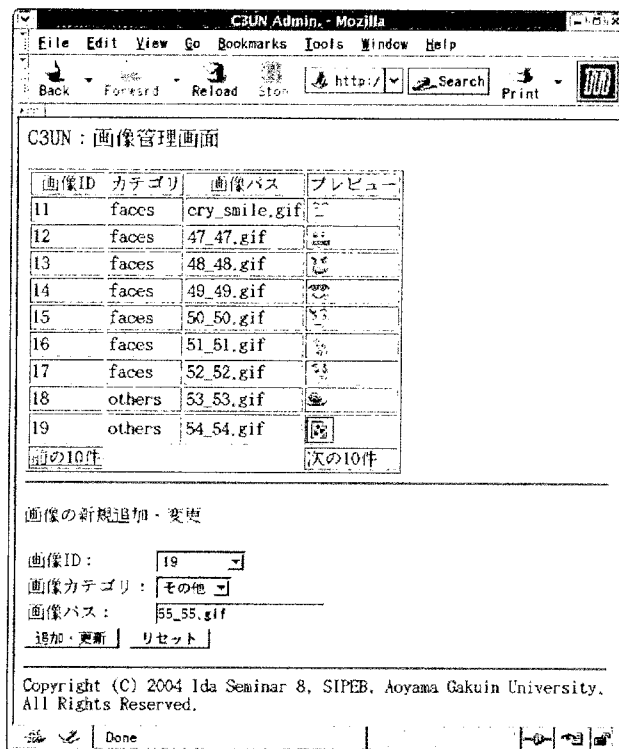 C3UN Admin. - Mozilla
File Edit View Go Bookmarks Tools Window Help
Back Forward Reload Stop http:/ Search Print
C3UN：画像管理画面
画像ID カテゴリ 画像パス プレビュー
11 faces cry_smile.gif
12 faces 47_47.gif
13 faces 48_48.gif
14 faces 49_49.gif
15 faces 50_50.gif
16 faces 51_51.gif
17 faces 52_52.gif
18 others 53_53.gif
19 others 54_54.gif
前の10件 次の10件
画像の新規追加・変更
画像ID： 19
画像カテゴリ： その他
画像パス： 55_55.gif
追加・更新 リセット
Copyright (C) 2004 Ida Seminar 8, SIPEB, Aoyama Gakuin University.
All Rights Reserved.
Done